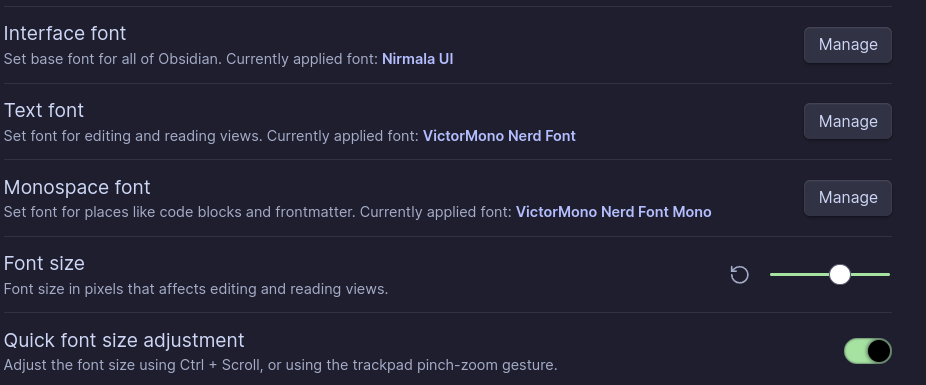 Interface font
Set base font for all of Obsidian. Currently applied font: Nirmala UI
Manage
Text font
Set font for editing and reading views. Currently applied font: VictorMono Nerd Font
Manage
Monospace font
Set font for places like code blocks and frontmatter. Currently applied font: VictorMono Nerd Font Mono
Manage
Font size
Font size in pixels that affects editing and reading views.
Quick font size adjustment
Adjust the font size using Ctrl + Scroll, or using the trackpad pinch-zoom gesture.